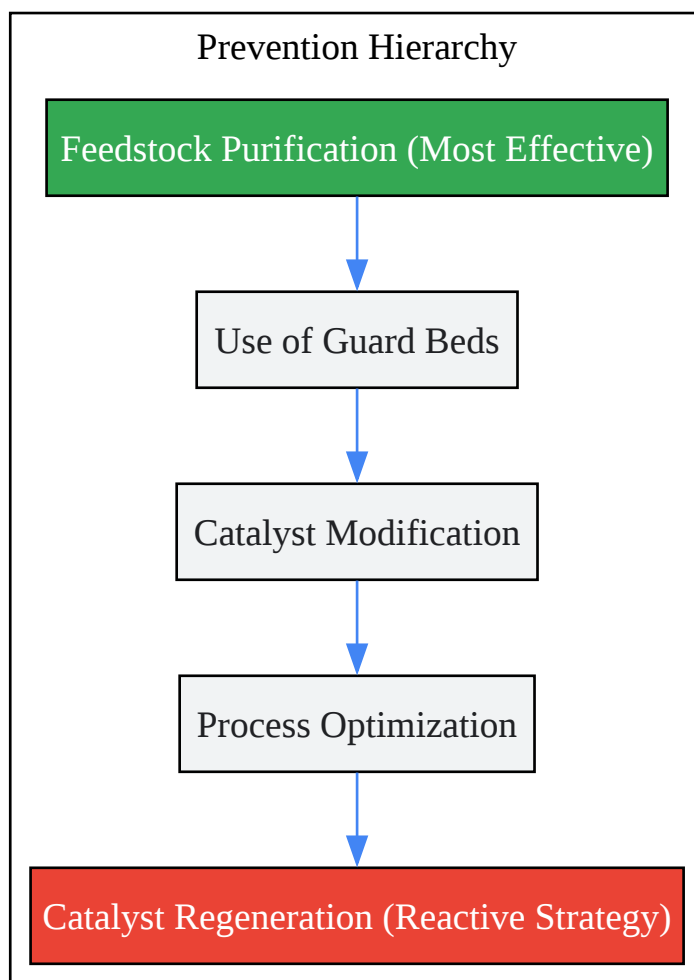 Prevention Hierarchy
Feedstock Purification (Most Effective)
Use of Guard Beds
Catalyst Modification
Process Optimization
Catalyst Regeneration (Reactive Strategy)